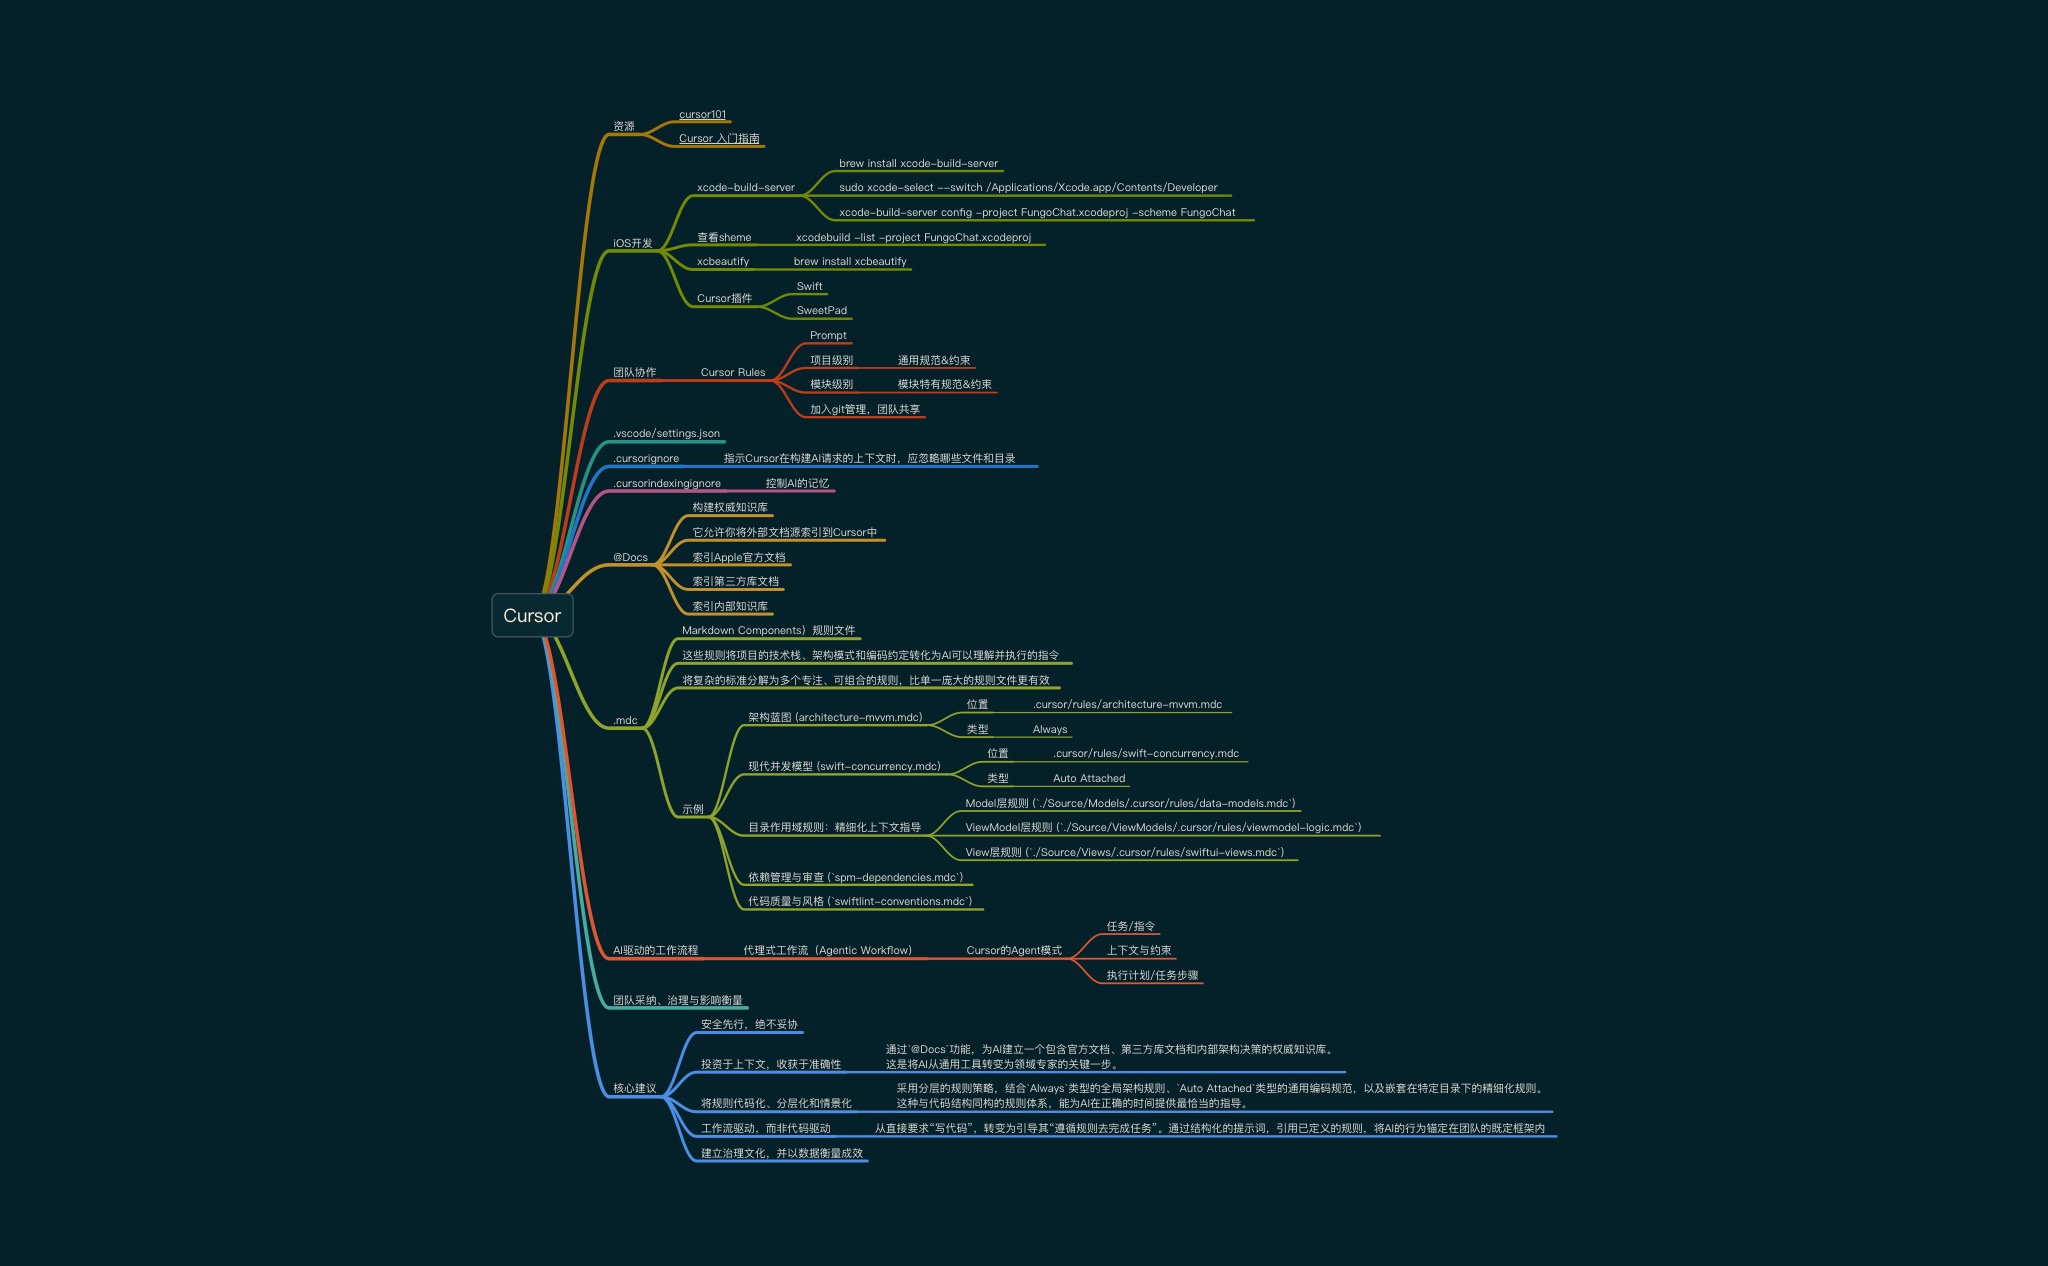 cursor101
资源
Cursor 入门指南
brew install xcode-build-server
xcode-build-server
sudo xcode-select --switch /Applications/Xcode.app/Contents/Developer
xcode-build-server config -project FungoChat.xcodeproj -scheme FungoChat
iOS开发
查看sheme
xcodebuild -list -project FungoChat.xcodeproj
xcbeautify
brew install xcbeautify
Cursor插件
Swift
SweetPad
团队协作
Cursor Rules
Prompt
项目级别
通用规范&约束
模块级别
模块特有规范&约束
加入git管理，团队共享
.vscode/settings.json
.cursorignore
指示Cursor在构建AI请求的上下文时，应忽略哪些文件和目录
.cursorindexingignore
控制AI的记忆
@Docs
构建权威知识库
它允许你将外部文档源索引到Cursor中
索引Apple官方文档
索引第三方库文档
索引内部知识库
Cursor
.mdc
Markdown Components）规则文件
这些规则将项目的技术栈、架构模式和编码约定转化为AI可以理解并执行的指令
将复杂的标准分解为多个专注、可组合的规则，比单一庞大的规则文件更有效
示例
架构蓝图 (architecture-mvvm.mdc)
位置
.cursor/rules/architecture-mvvm.mdc
类型
Always
现代并发模型 (swift-concurrency.mdc)
位置
.cursor/rules/swift-concurrency.mdc
类型
Auto Attached
目录作用域规则：精细化上下文指导
Model层规则 (`./Source/Models/.cursor/rules/data-models.mdc`)
ViewModel层规则 (`./Source/ViewModels/.cursor/rules/viewmodel-logic.mdc`)
View层规则 (`./Source/Views/.cursor/rules/swiftui-views.mdc`)
依赖管理与审查 (`spm-dependencies.mdc`)
代码质量与风格 (`swiftlint-conventions.mdc`)
AI驱动的工作流程
代理式工作流（Agentic Workflow）
Cursor的Agent模式
任务/指令
上下文与约束
执行计划/任务步骤
团队采纳、治理与影响衡量
核心建议
安全先行，绝不妥协
投资于上下文，收获于准确性
通过`@Docs`功能，为AI建立一个包含官方文档、第三方库文档和内部架构决策的权威知识库。
这是将AI从通用工具转变为领域专家的关键一步。
将规则代码化、分层化和情景化
采用分层的规则策略，结合`Always`类型的全局架构规则、`Auto Attached`类型的通用编码规范，以及嵌套在特定目录下的精细化规则。
这种与代码结构同构的规则体系，能为AI在正确的时间提供最恰当的指导。
工作流驱动，而非代码驱动
从直接要求“写代码”，转变为引导其“遵循规则去完成任务”。通过结构化的提示词，引用已定义的规则，将AI的行为锚定在团队的既定框架内
建立治理文化，并以数据衡量成效